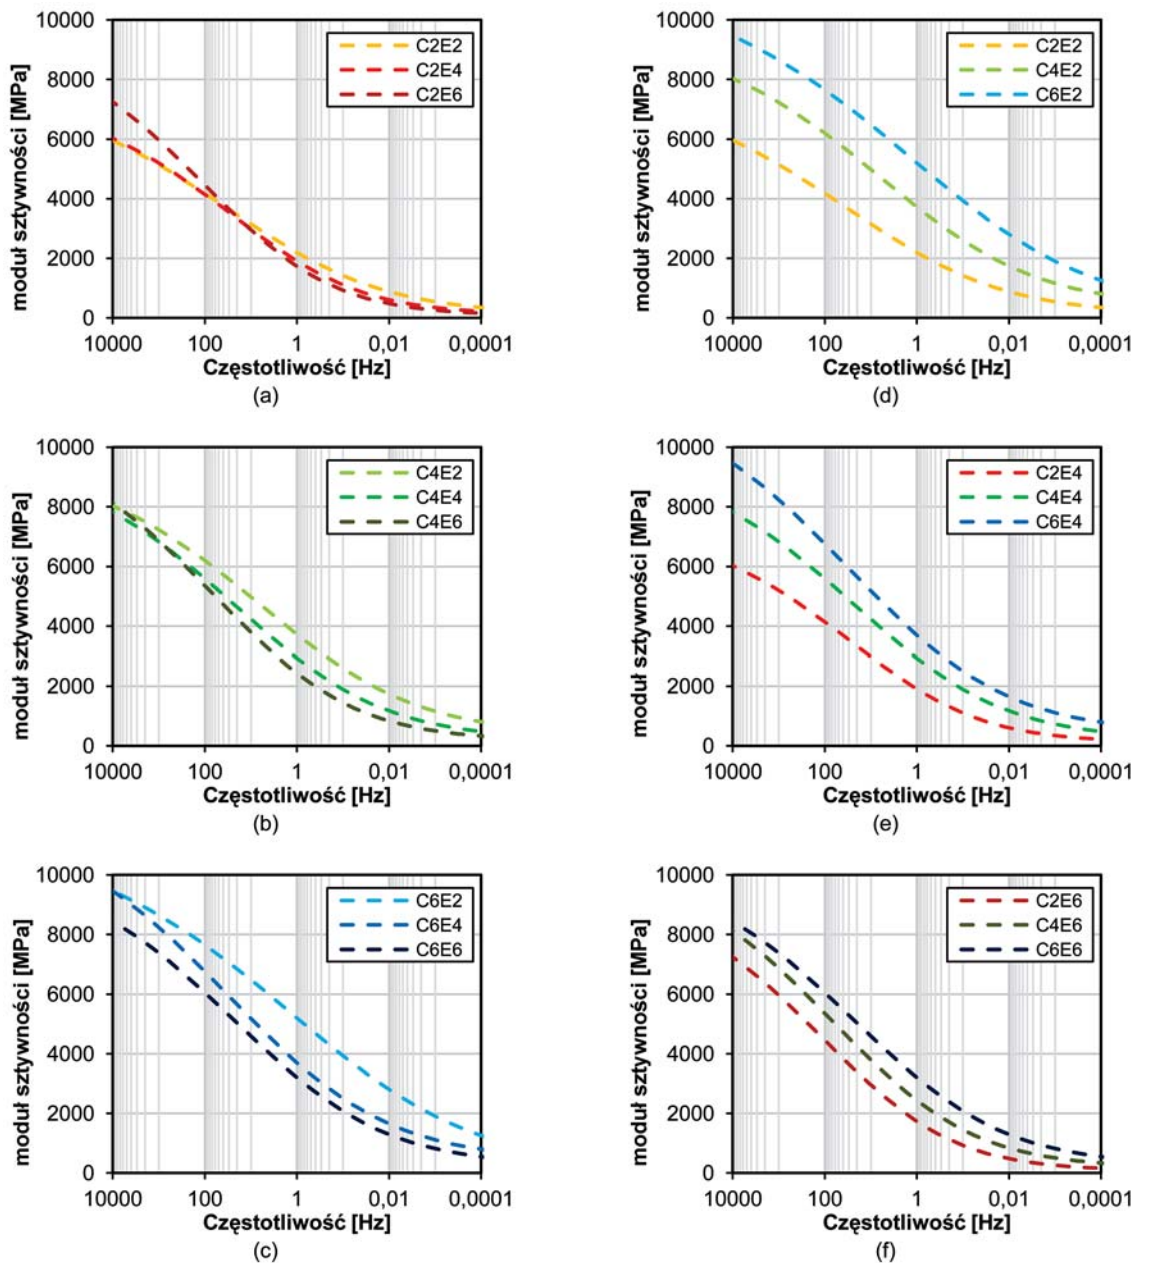 10000
8000
6000
4000
2000
0
moduł sztywności [MPa]
C2E2
C2E4
C2E6
10000 100 1 0,01 0,0001
Częstotliwość [Hz]
(a)
10000
8000
6000
4000
2000
0
moduł sztywności [MPa]
C2E2
C4E2
C6E2
10000 100 1 0,01 0,0001
Częstotliwość [Hz]
(d)
10000
8000
6000
4000
2000
0
moduł sztywności [MPa]
C4E2
C4E4
C4E6
10000 100 1 0,01 0,0001
Częstotliwość [Hz]
(b)
10000
8000
6000
4000
2000
0
moduł sztywności [MPa]
C2E4
C4E4
C6E4
10000 100 1 0,01 0,0001
Częstotliwość [Hz]
(e)
10000
8000
6000
4000
2000
0
moduł sztywności [MPa]
C6E2
C6E4
C6E6
10000 100 1 0,01 0,0001
Częstotliwość [Hz]
(c)
10000
8000
6000
4000
2000
0
moduł sztywności [MPa]
C2E6
C4E6
C6E6
10000 100 1 0,01 0,0001
Częstotliwość [Hz]
(f)